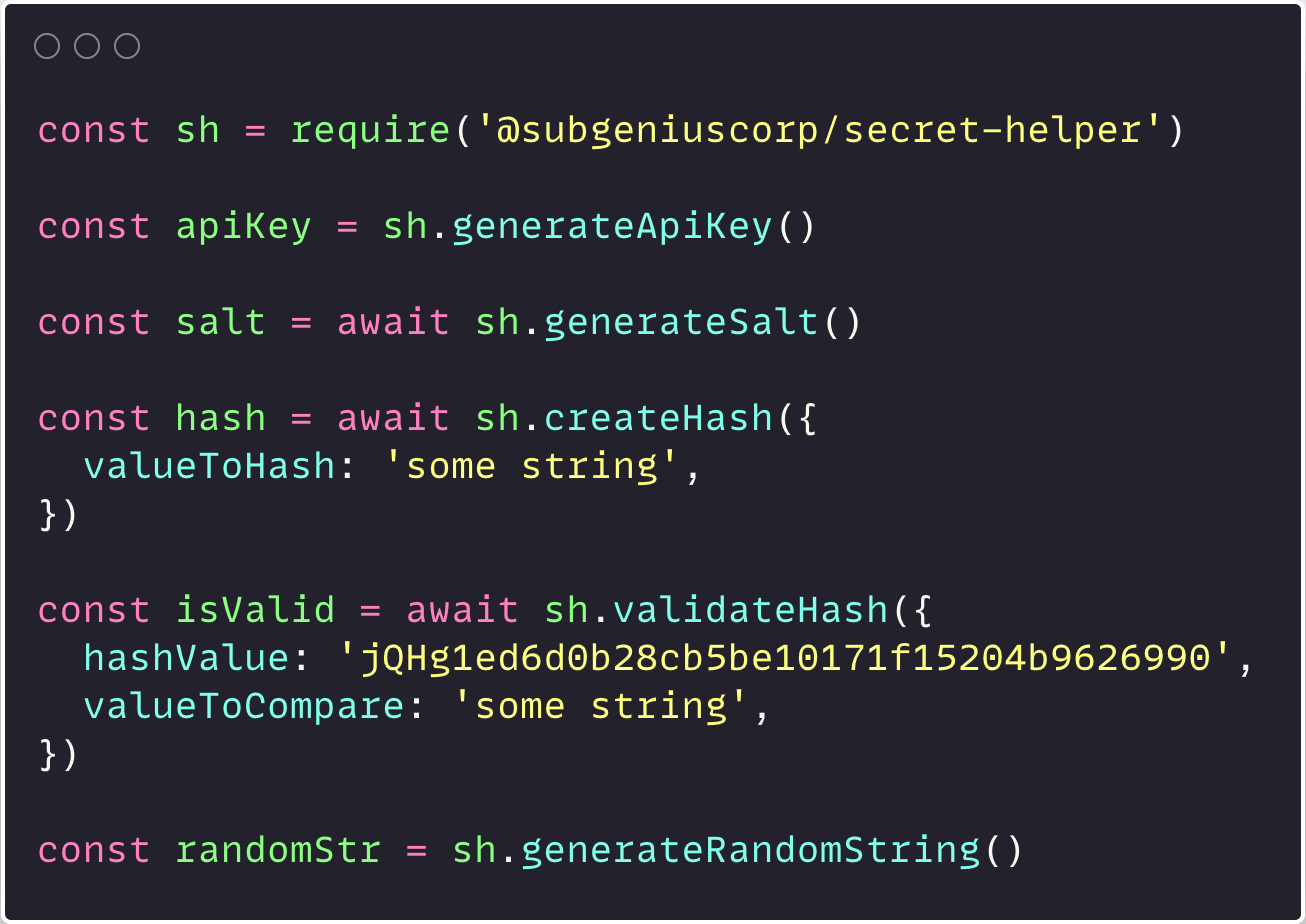 const sh = require('@subgeniuscorp/secret-helper')
const apiKey = sh.generateApiKey()
const salt = await sh.generateSalt()
const hash = await sh.createHash({
  valueToHash: 'some string',
})
const isValid = await sh.validateHash({
  hashValue: 'jQHg1ed6d0b28cb5be10171f15204b9626990',
  valueToCompare: 'some string',
})
const randomStr = sh.generateRandomString()